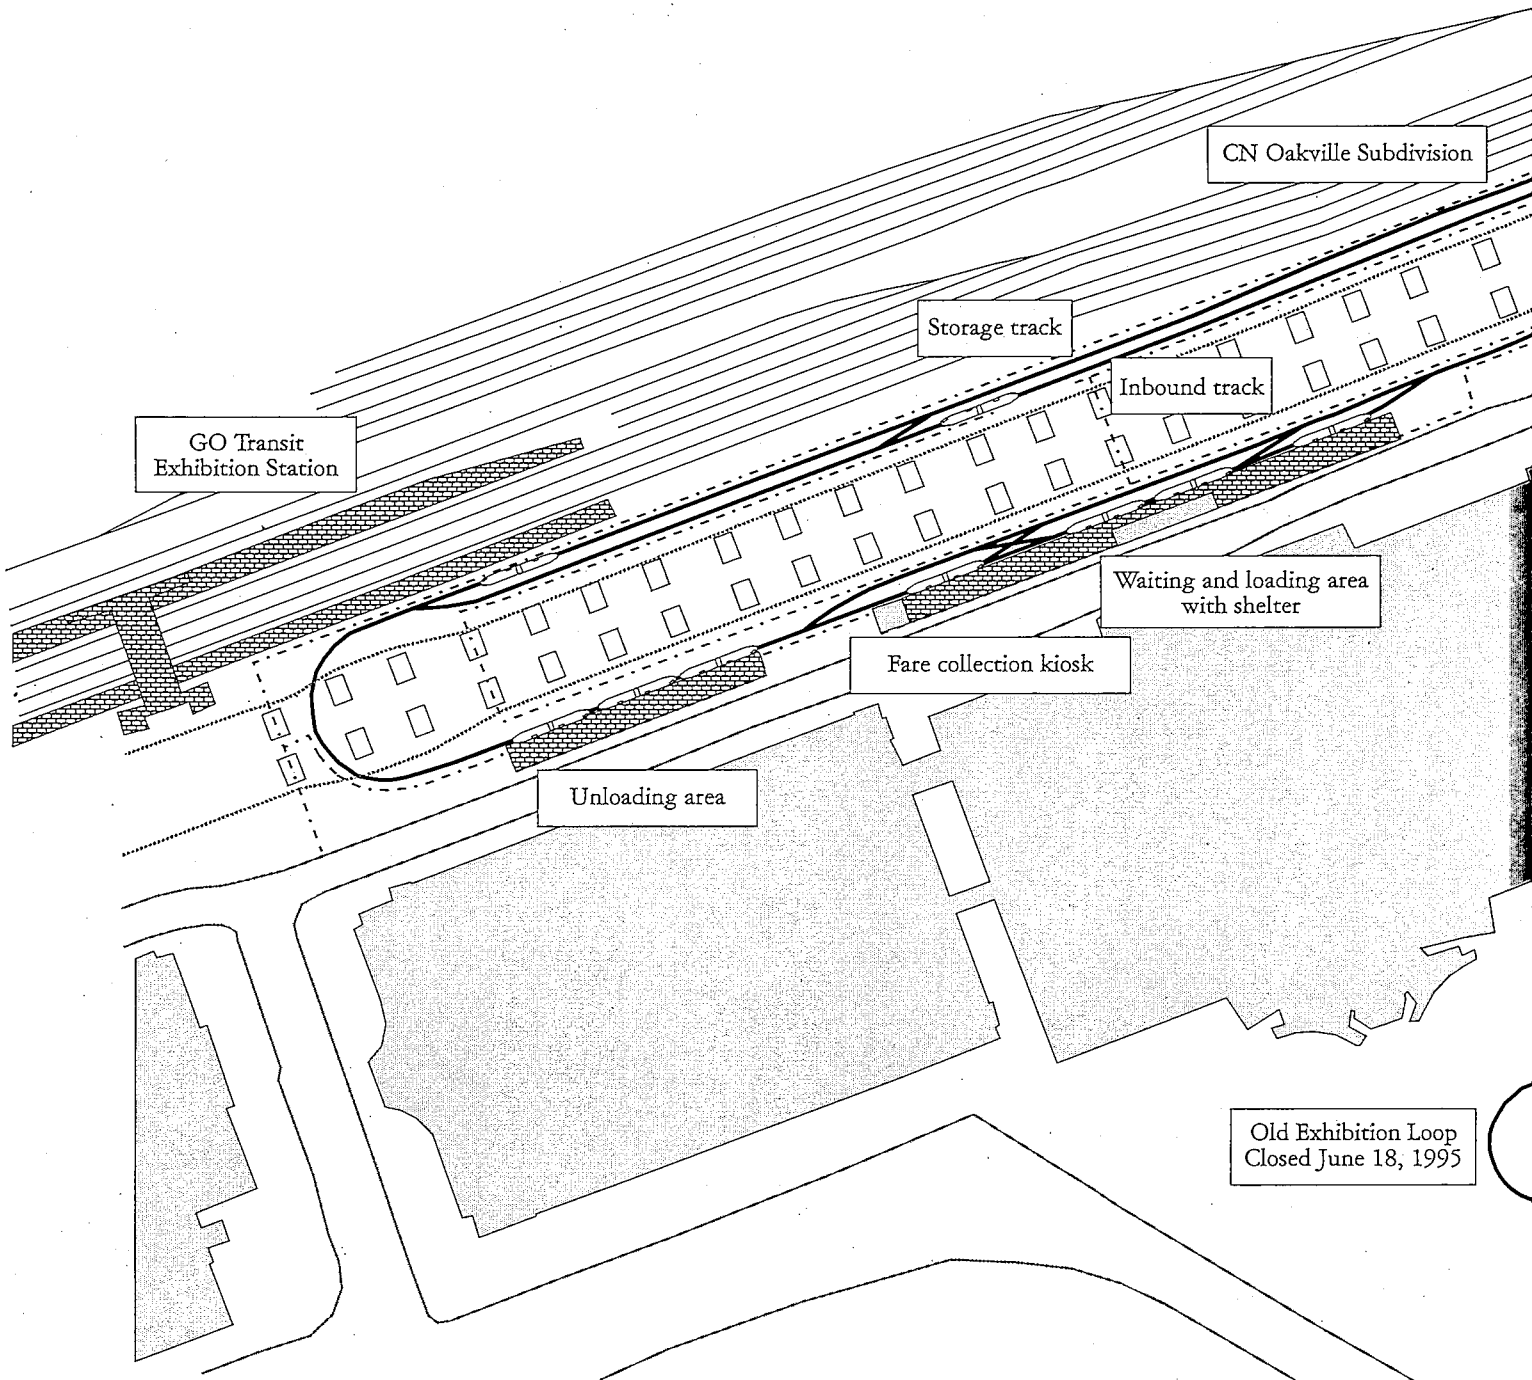 CN Oakville Subdivision
Storage track
Inbound track
GO Transit
Exhibition Station
Waiting and loading area
with shelter
Fare collection kiosk
Unloading area
Old Exhibition Loop
Closed June 18, 1995